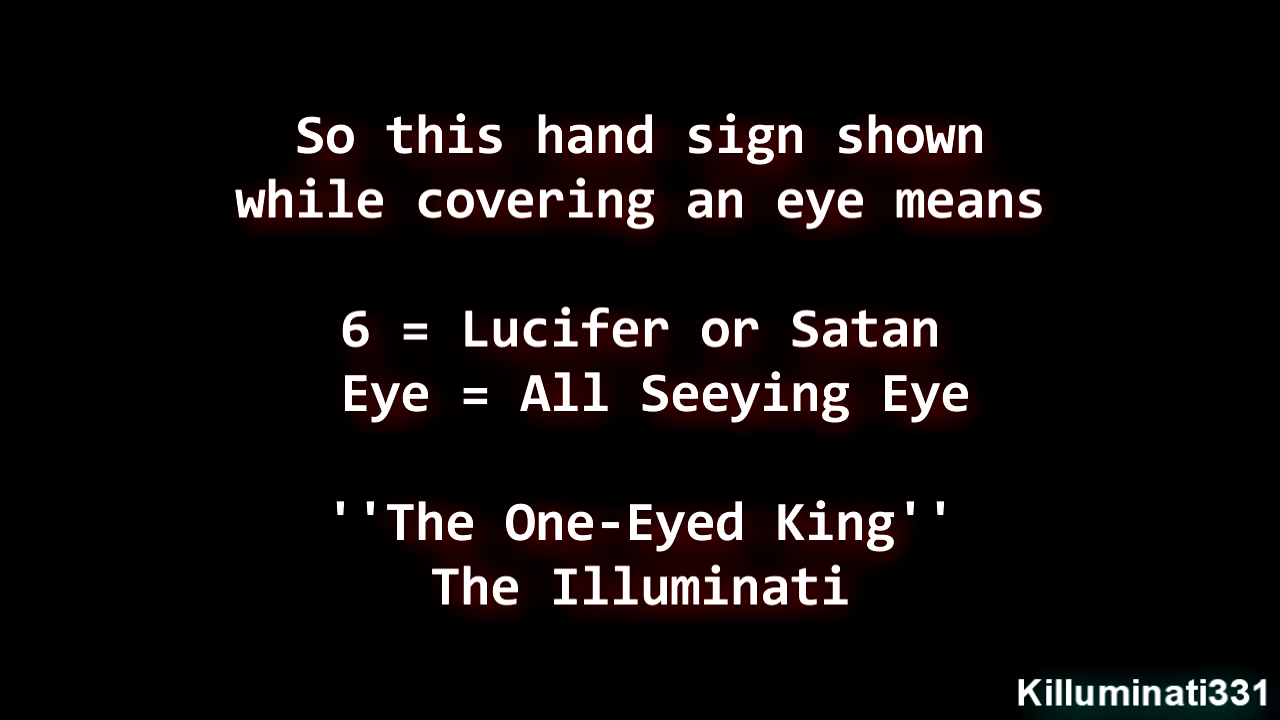 So this hand sign shown
while covering an eye means
6 = Lucifer or Satan
Eye = All Seeying Eye
''The One-Eyed King''
The Illuminati
Killuminati331